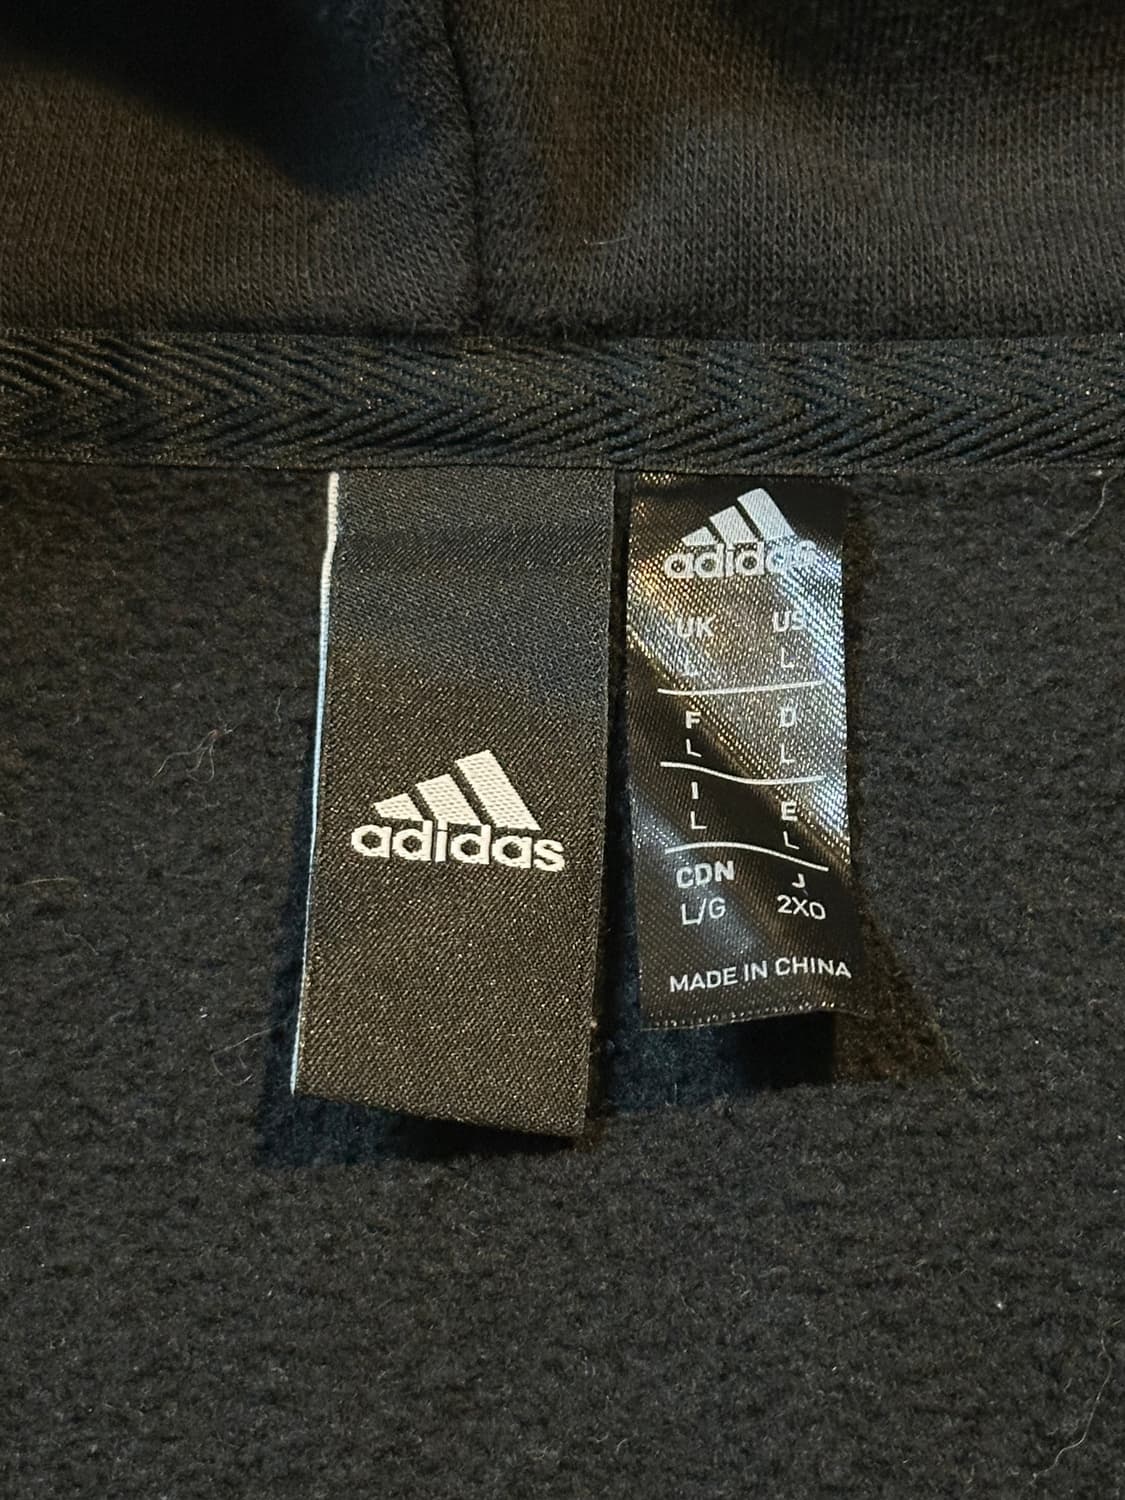 adidas
adidas
UK US
L L
F D
L L
I E
L L
CDN J
L/G 2XO
MADE IN CHINA